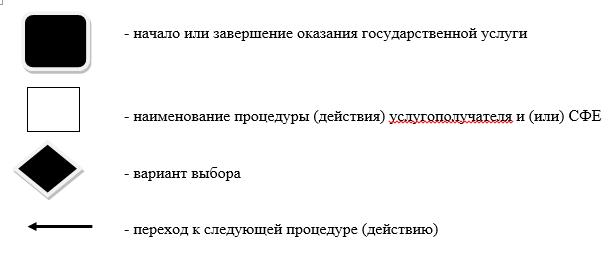 - начало или завершение оказания государственной услуги
- наименование процедуры (действия) услугополучателя и (или) СФЕ
- вариант выбора
- переход к следующей процедуре (действию)